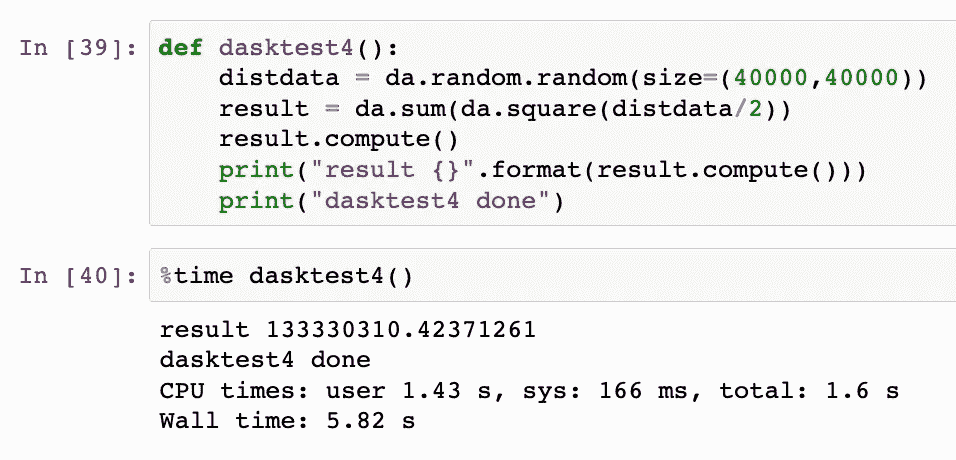 In [39]: def dasktest4():
    distdata = da.random.random(size=(40000,40000))
    result = da.sum(da.square(distdata/2))
    result.compute()
    print("result {}".format(result.compute()))
    print("dasktest4 done")
In [40]: %time dasktest4()
result 133330310.42371261
dasktest4 done
CPU times: user 1.43 s, sys: 166 ms, total: 1.6 s
Wall time: 5.82 s